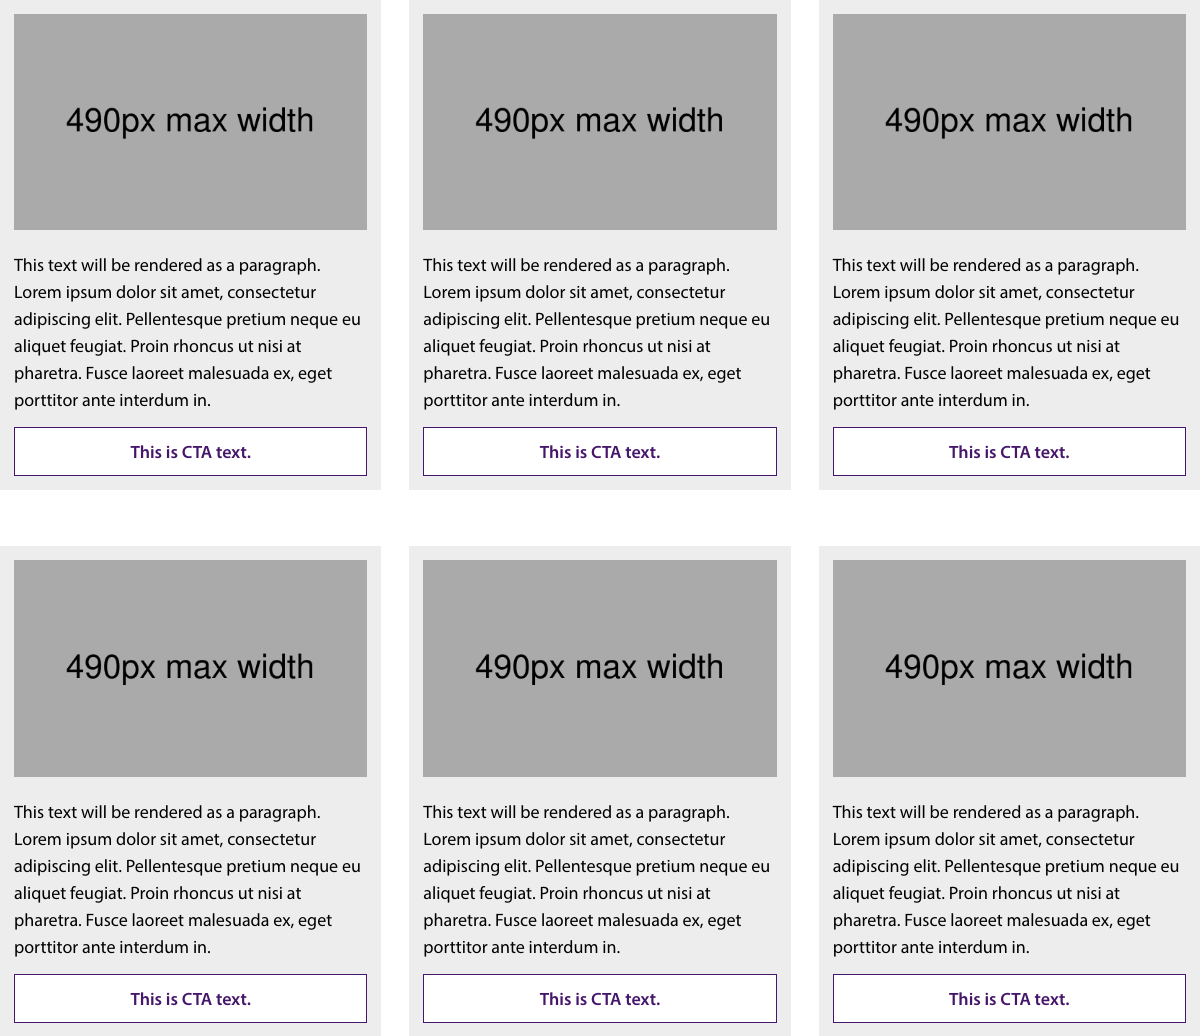 490px max width
This text will be rendered as a paragraph.
Lorem ipsum dolor sit amet, consectetur
adipiscing elit. Pellentesque pretium neque eu
aliquet feugiat. Proin rhoncus ut nisi at
pharetra. Fusce laoreet malesuada ex, eget
porttitor ante interdum in.
This is CTA text.
490px max width
This text will be rendered as a paragraph.
Lorem ipsum dolor sit amet, consectetur
adipiscing elit. Pellentesque pretium neque eu
aliquet feugiat. Proin rhoncus ut nisi at
pharetra. Fusce laoreet malesuada ex, eget
porttitor ante interdum in.
This is CTA text.
490px max width
This text will be rendered as a paragraph.
Lorem ipsum dolor sit amet, consectetur
adipiscing elit. Pellentesque pretium neque eu
aliquet feugiat. Proin rhoncus ut nisi at
pharetra. Fusce laoreet malesuada ex, eget
porttitor ante interdum in.
This is CTA text.
490px max width
This text will be rendered as a paragraph.
Lorem ipsum dolor sit amet, consectetur
adipiscing elit. Pellentesque pretium neque eu
aliquet feugiat. Proin rhoncus ut nisi at
pharetra. Fusce laoreet malesuada ex, eget
porttitor ante interdum in.
This is CTA text.
490px max width
This text will be rendered as a paragraph.
Lorem ipsum dolor sit amet, consectetur
adipiscing elit. Pellentesque pretium neque eu
aliquet feugiat. Proin rhoncus ut nisi at
pharetra. Fusce laoreet malesuada ex, eget
porttitor ante interdum in.
This is CTA text.
490px max width
This text will be rendered as a paragraph.
Lorem ipsum dolor sit amet, consectetur
adipiscing elit. Pellentesque pretium neque eu
aliquet feugiat. Proin rhoncus ut nisi at
pharetra. Fusce laoreet malesuada ex, eget
porttitor ante interdum in.
This is CTA text.